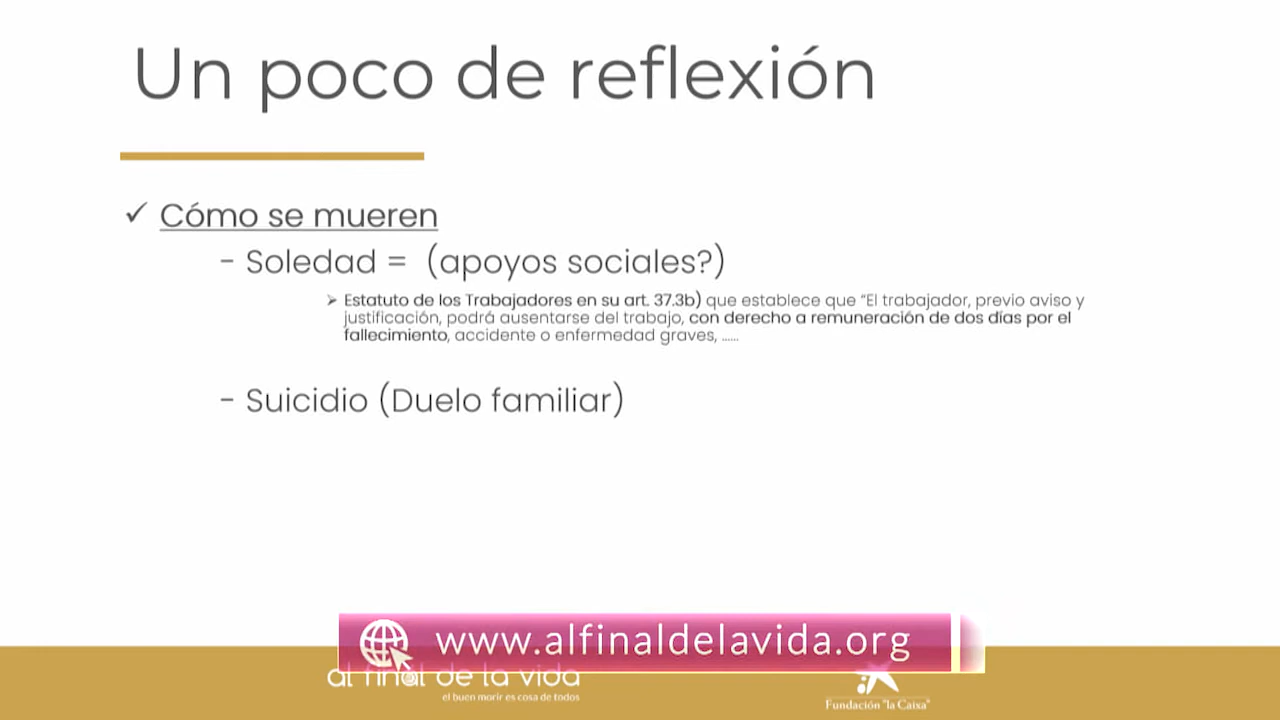 Un poco de reflexión
✓ Cómo se mueren
- Soledad = (apoyos sociales?)
➢ Estatuto de los Trabajadores en su art. 37.3b) que establece que “El trabajador, previo aviso y
justificación, podrá ausentarse del trabajo, con derecho a remuneración de dos días por el
fallecimiento, accidente o enfermedad graves, ......
- Suicidio (Duelo familiar)
www.alfinaldelavida.org
al final de la vida
el buen morir es cosa de todos
Fundación "la Caixa"